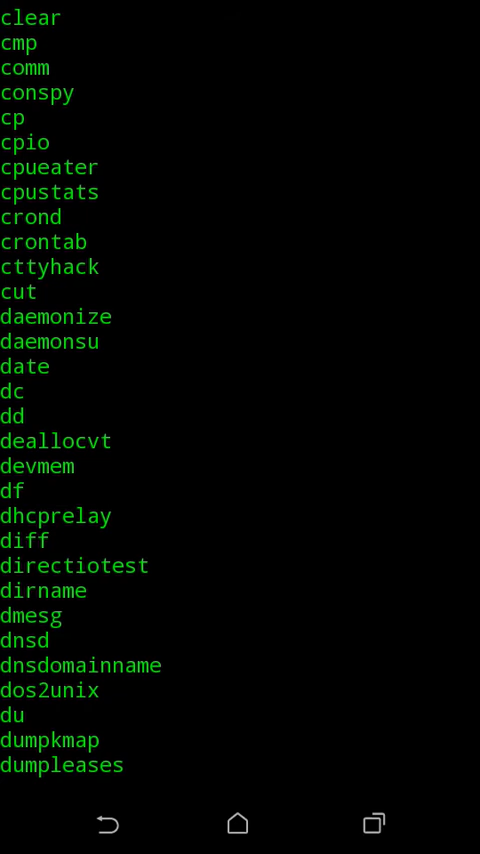 clear
cmp
comm
conspy
cp
cpio
cpueater
cpustats
crond
crontab
cttyhack
cut
daemonize
daemonsu
date
dc
dd
deallocvt
devmem
df
dhcprelay
diff
directiotest
dirname
dmesg
dnsd
dnsdomainname
dos2unix
du
dumpkmap
dumpleases